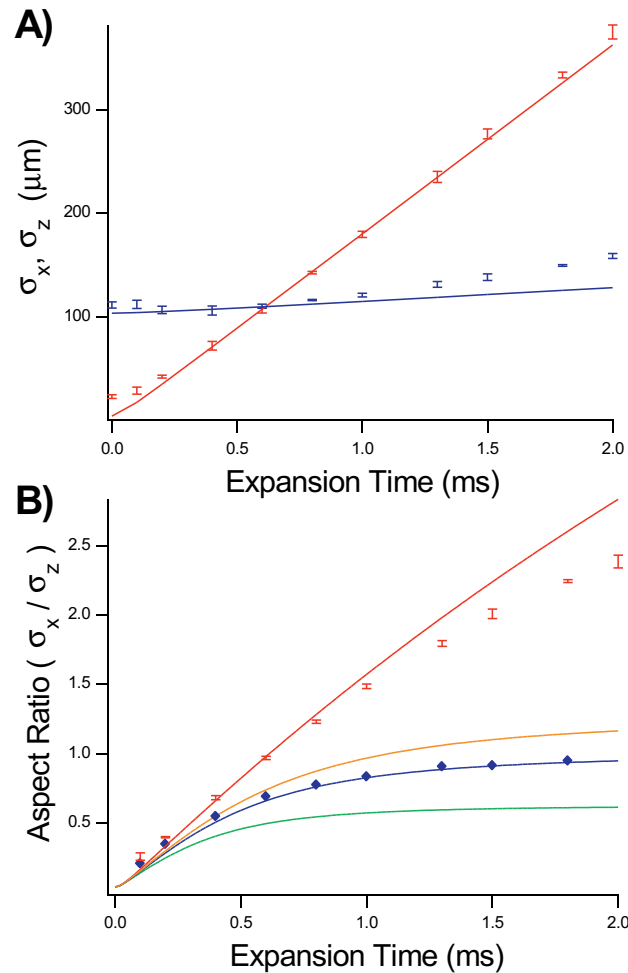 A)
300
200
100
σx, σz (μm)
0.0 0.5 1.0 1.5 2.0
Expansion Time (ms)
B)
2.5
2.0
1.5
1.0
0.5
Aspect Ratio ( σx / σz )
0.0 0.5 1.0 1.5 2.0
Expansion Time (ms)